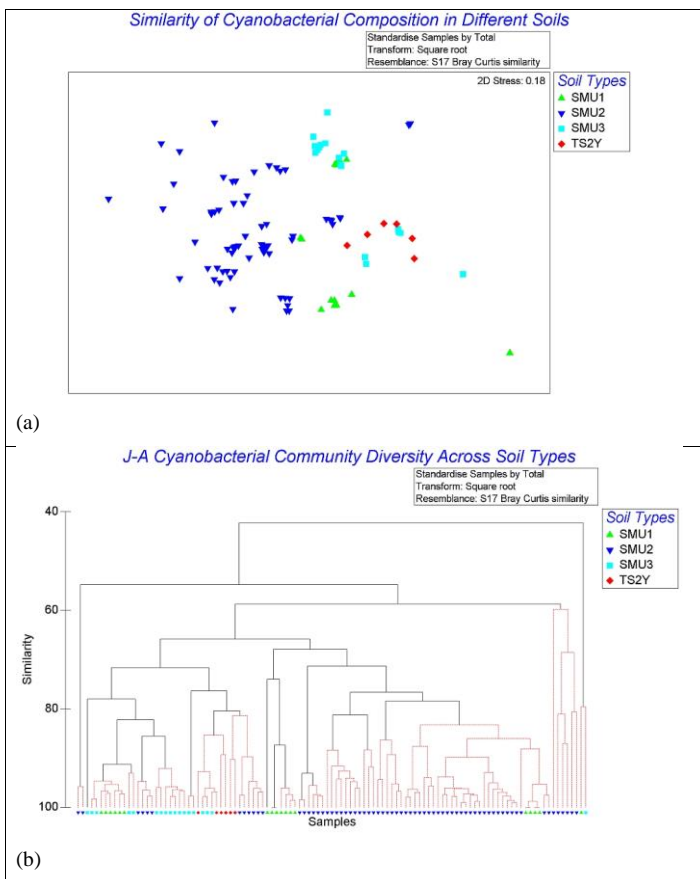 Similarity of Cyanobacterial Composition in Different Soils
Standardise Samples by Total
Transform: Square root
Resemblance: S17 Bray Curtis similarity
2D Stress: 0.18
Soil Types
SMU1
SMU2
SMU3
TS2Y
(a)
J-A Cyanobacterial Community Diversity Across Soil Types
Standardise Samples by Total
Transform: Square root
Resemblance: S17 Bray Curtis similarity
Soil Types
SMU1
SMU2
SMU3
TS2Y
40
60
80
100
Similarity
Samples
(b)